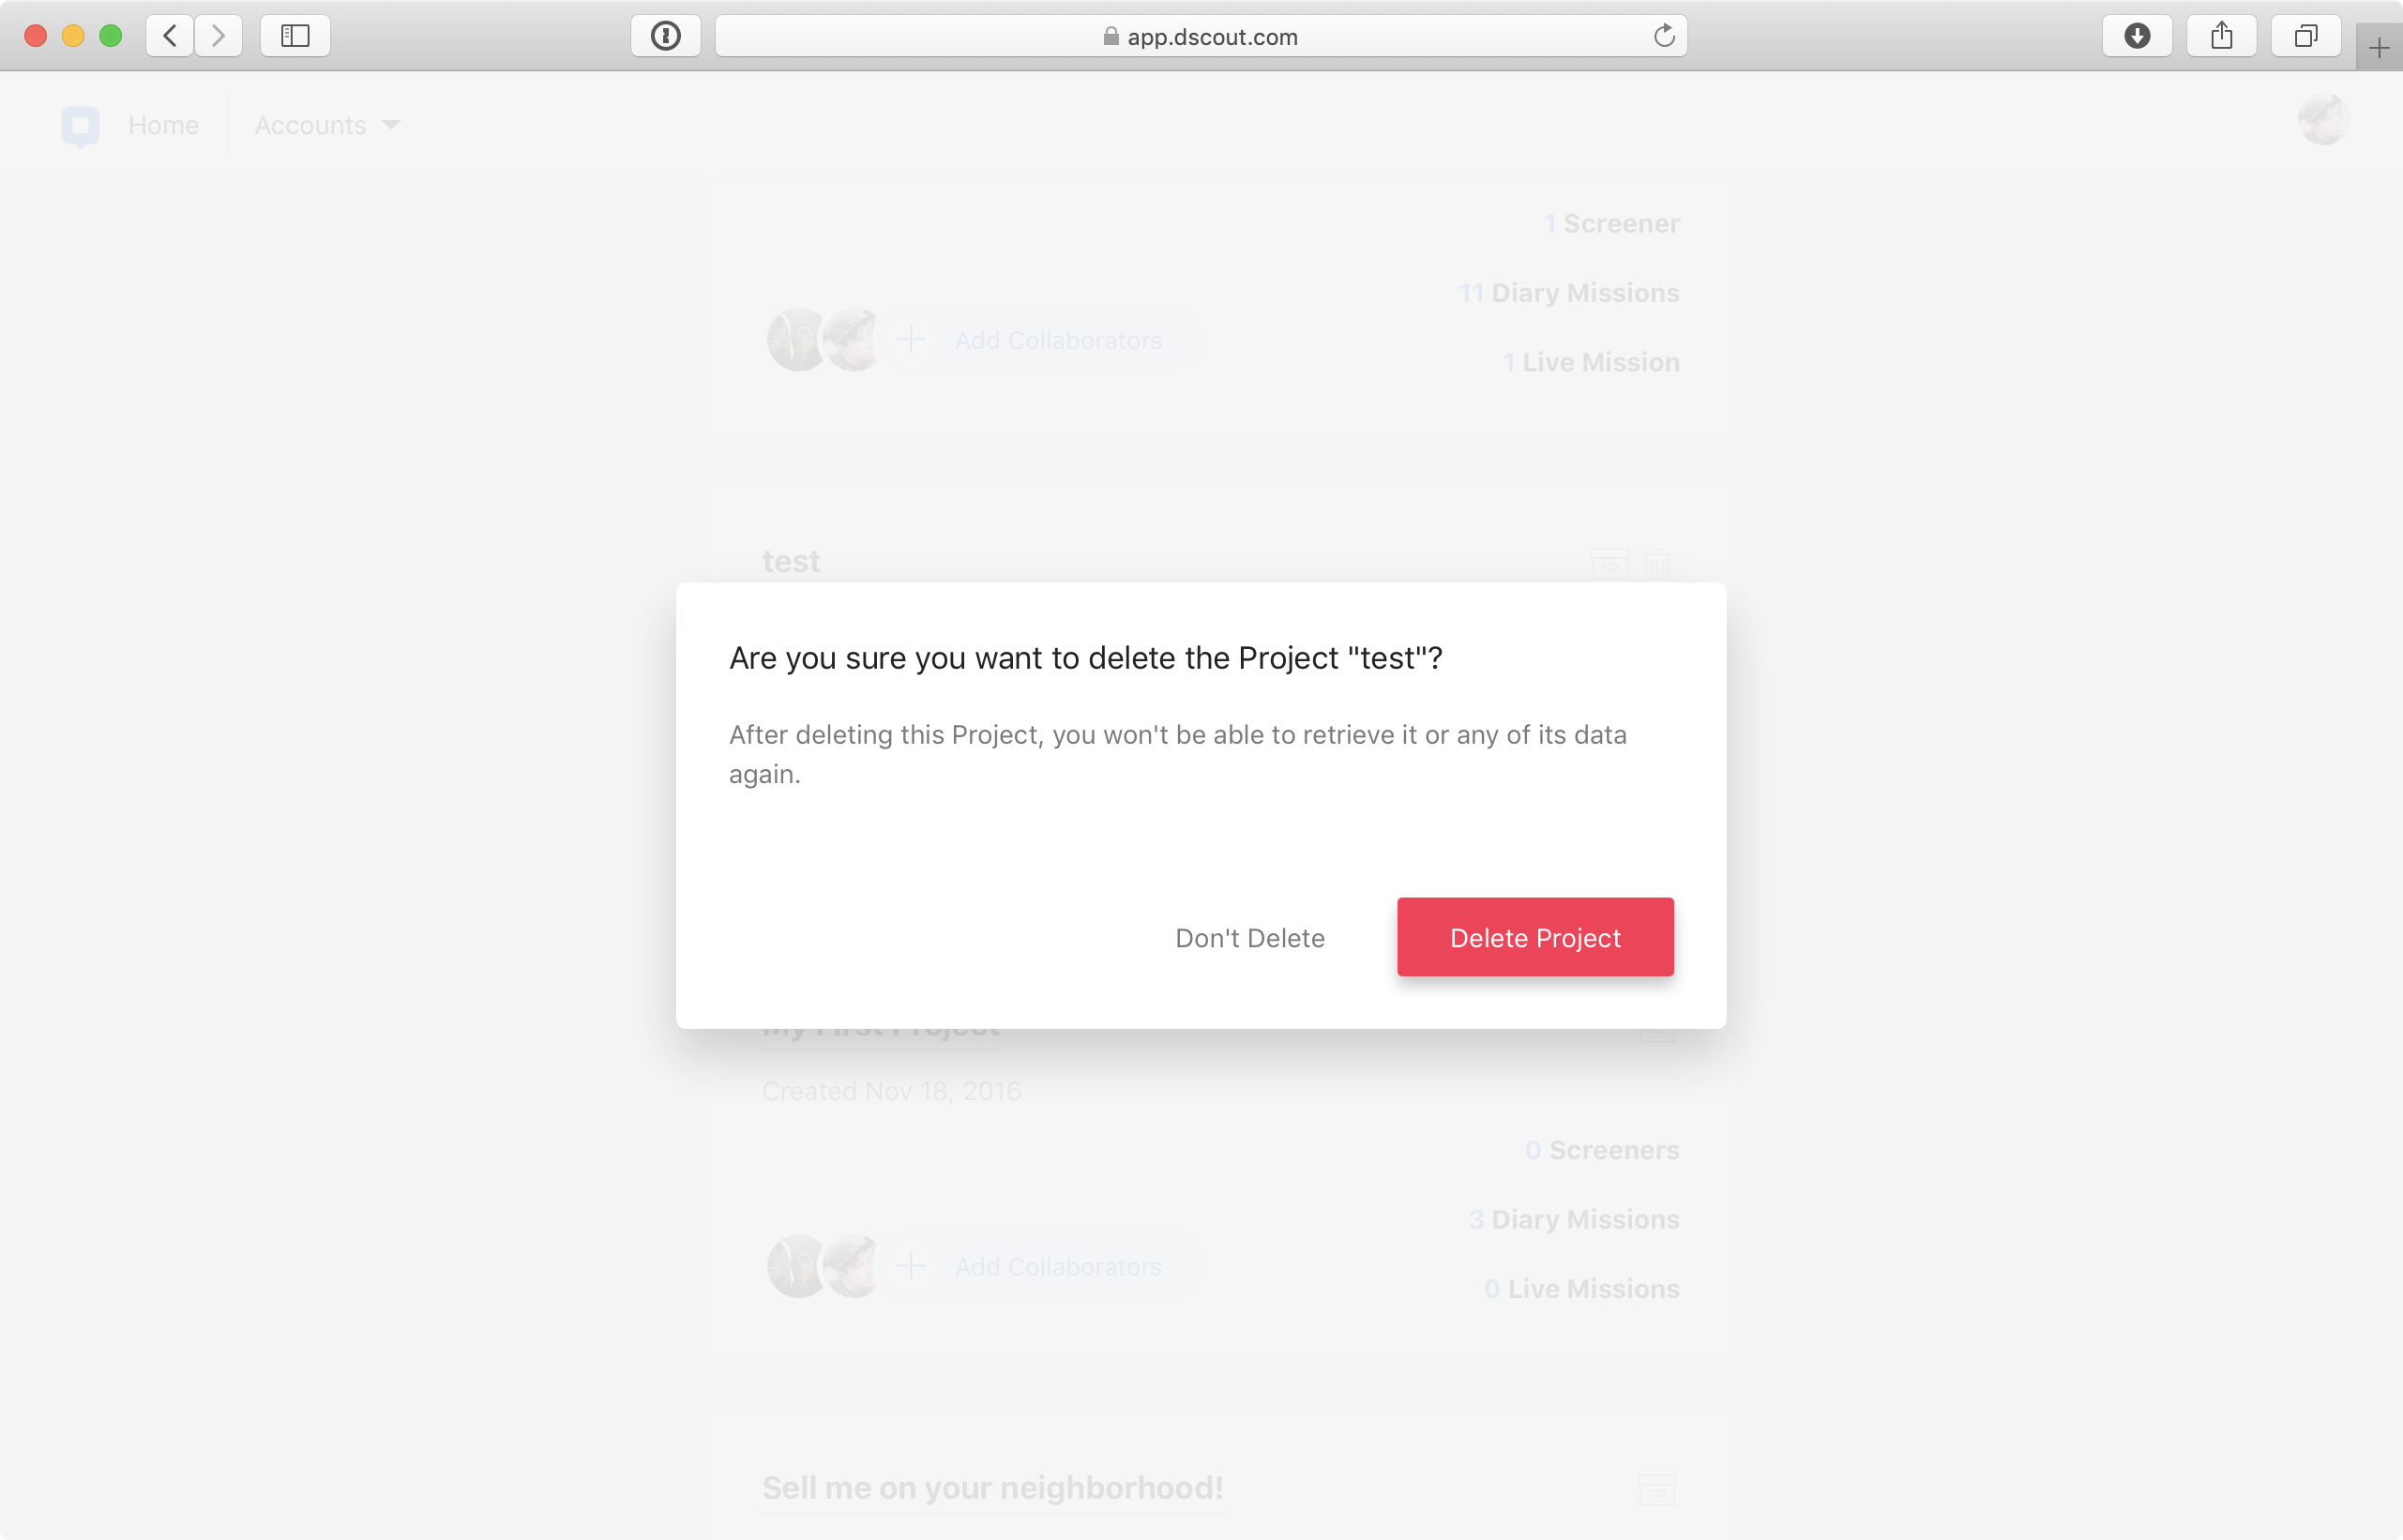 app.dscout.com
Home
Accounts
1 Screener
11 Diary Missions
Add Collaborators
1 Live Mission
test
Are you sure you want to delete the Project "test"?
After deleting this Project, you won't be able to retrieve it or any of its data
again.
Don't Delete
Delete Project
My First Project
Created Nov 18, 2016
0 Screeners
3 Diary Missions
Add Collaborators
0 Live Missions
Sell me on your neighborhood!